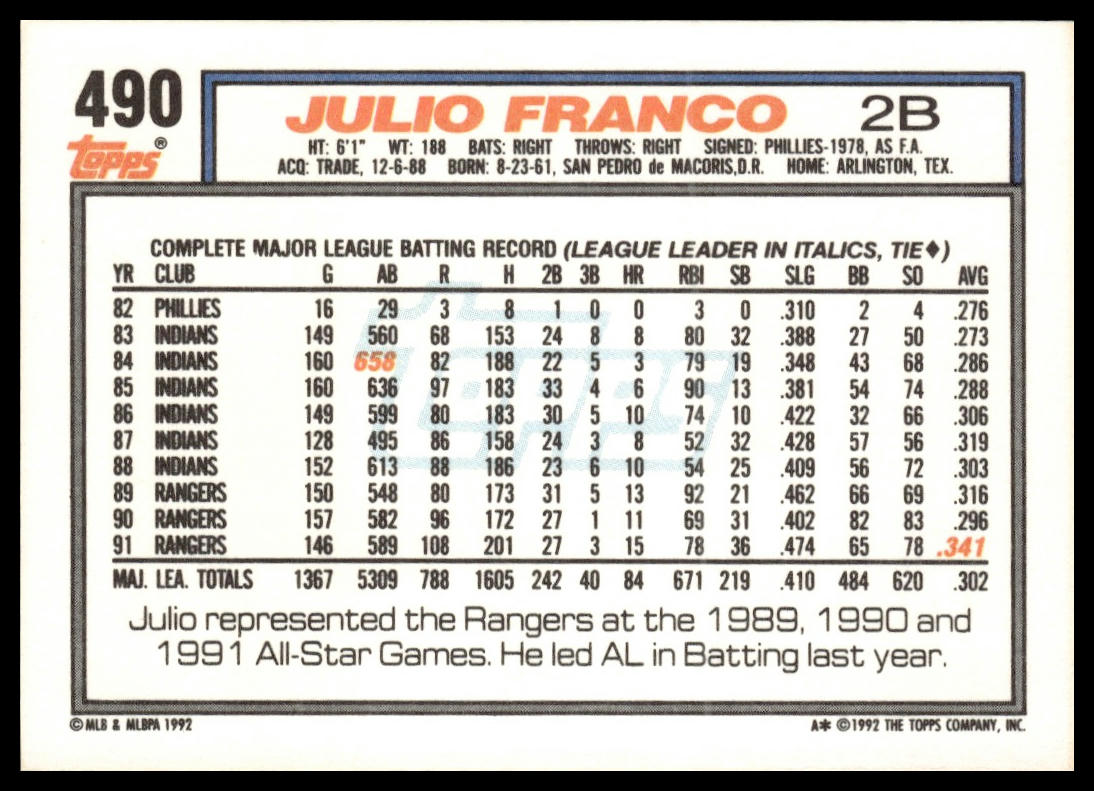 490
JULIO FRANCO 2B
topps®
HT: 6'1" WT: 188 BATS: RIGHT THROWS: RIGHT SIGNED: PHILLIES-1978, AS F.A.
ACQ: TRADE, 12-6-88 BORN: 8-23-61, SAN PEDRO de MACORIS,D.R. HOME: ARLINGTON, TEX.
COMPLETE MAJOR LEAGUE BATTING RECORD (LEAGUE LEADER IN ITALICS, TIE♦)
YR CLUB G AB R H 2B 3B HR RBI SB SLG BB SO AVG
82 PHILLIES 16 29 3 8 1 0 0 3 0 .310 2 4 .276
83 INDIANS 149 560 68 153 24 8 8 80 32 .388 27 50 .273
84 INDIANS 160 658 82 188 22 5 3 79 19 .348 43 68 .286
85 INDIANS 160 636 97 183 33 4 6 90 13 .381 54 74 .288
86 INDIANS 149 599 80 183 30 5 10 74 10 .422 32 66 .306
87 INDIANS 128 495 86 158 24 3 8 52 32 .428 57 56 .319
88 INDIANS 152 613 88 186 23 6 10 54 25 .409 56 72 .303
89 RANGERS 150 548 80 173 31 5 13 92 21 .462 66 69 .316
90 RANGERS 157 582 96 172 27 1 11 69 31 .402 82 83 .296
91 RANGERS 146 589 108 201 27 3 15 78 36 .474 65 78 .341
MAJ. LEA. TOTALS 1367 5309 788 1605 242 40 84 671 219 .410 484 620 .302
Topps
Julio represented the Rangers at the 1989, 1990 and
1991 All-Star Games. He led AL in Batting last year.
© MLB & MLBPA 1992
A* © 1992 THE TOPPS COMPANY, INC.